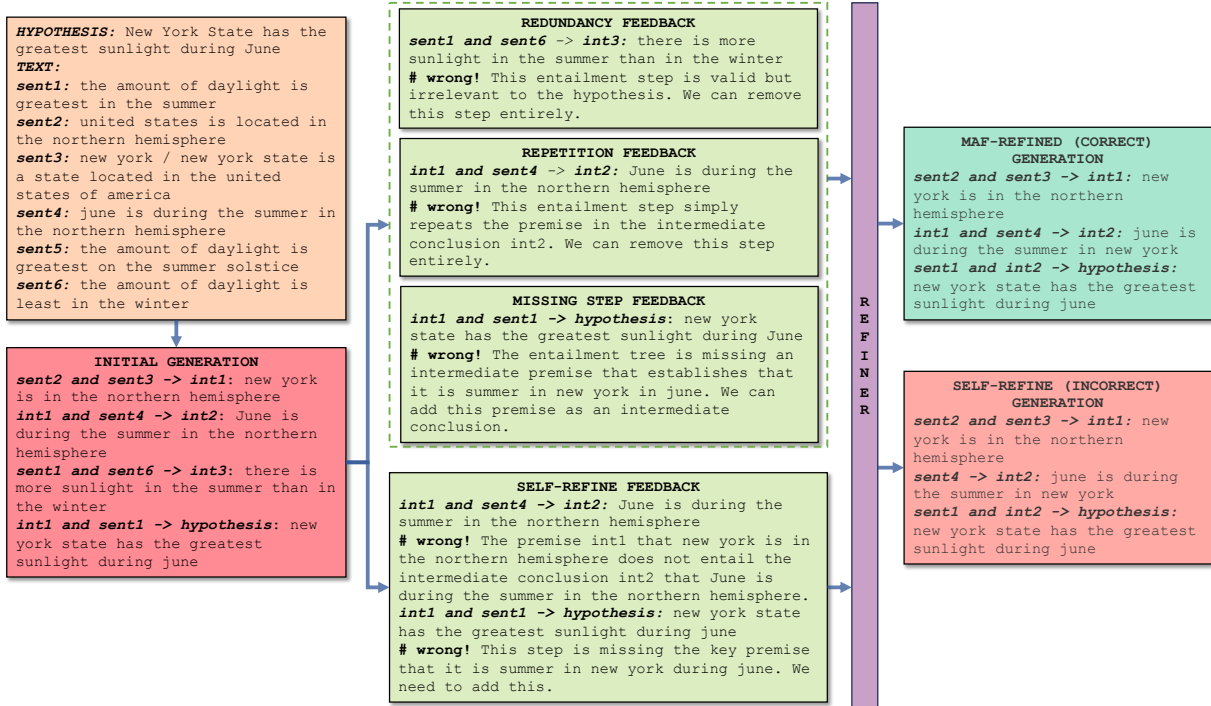 HYPOTHESIS: New York State has the
greatest sunlight during June
TEXT:
sent1: the amount of daylight is
greatest in the summer
sent2: united states is located in
the northern hemisphere
sent3: new york / new york state is
a state located in the united
states of america
sent4: june is during the summer in
the northern hemisphere
sent5: the amount of daylight is
greatest on the summer solstice
sent6: the amount of daylight is
least in the winter
INITIAL GENERATION
sent2 and sent3 -> int1: new york
is in the northern hemisphere
int1 and sent4 -> int2: June is
during the summer in the northern
hemisphere
sent1 and sent6 -> int3: there is
more sunlight in the summer than in
the winter
int1 and sent1 -> hypothesis: new
york state has the greatest
sunlight during june
REDUNDANCY FEEDBACK
sent1 and sent6 -> int3: there is more
sunlight in the summer than in the winter
# wrong! This entailment step is valid but
irrelevant to the hypothesis. We can remove
this step entirely.
REPETITION FEEDBACK
int1 and sent4 -> int2: June is during the
summer in the northern hemisphere
# wrong! This entailment step simply
repeats the premise in the intermediate
conclusion int2. We can remove this step
entirely.
MISSING STEP FEEDBACK
int1 and sent1 -> hypothesis: new york
state has the greatest sunlight during June
# wrong! The entailment tree is missing an
intermediate premise that establishes that
it is summer in new york in june. We can
add this premise as an intermediate
conclusion.
SELF-REFINE FEEDBACK
int1 and sent4 -> int2: June is during the
summer in the northern hemisphere
# wrong! The premise int1 that new york is in
the northern hemisphere does not entail the
intermediate conclusion int2 that June is
during the summer in the northern hemisphere.
int1 and sent1 -> hypothesis: new york state
has the greatest sunlight during june
# wrong! This step is missing the key premise
that it is summer in new york during june. We
need to add this.
REFINER
MAF-REFINED (CORRECT)
GENERATION
sent2 and sent3 -> int1: new
york is in the northern
hemisphere
int1 and sent4 -> int2: june is
during the summer in new york
sent1 and int2 -> hypothesis:
new york state has the greatest
sunlight during june
SELF-REFINE (INCORRECT)
GENERATION
sent2 and sent3 -> int1: new
york is in the northern
hemisphere
sent4 -> int2: june is during
the summer in new york
sent1 and int2 -> hypothesis:
new york state has the greatest
sunlight during june